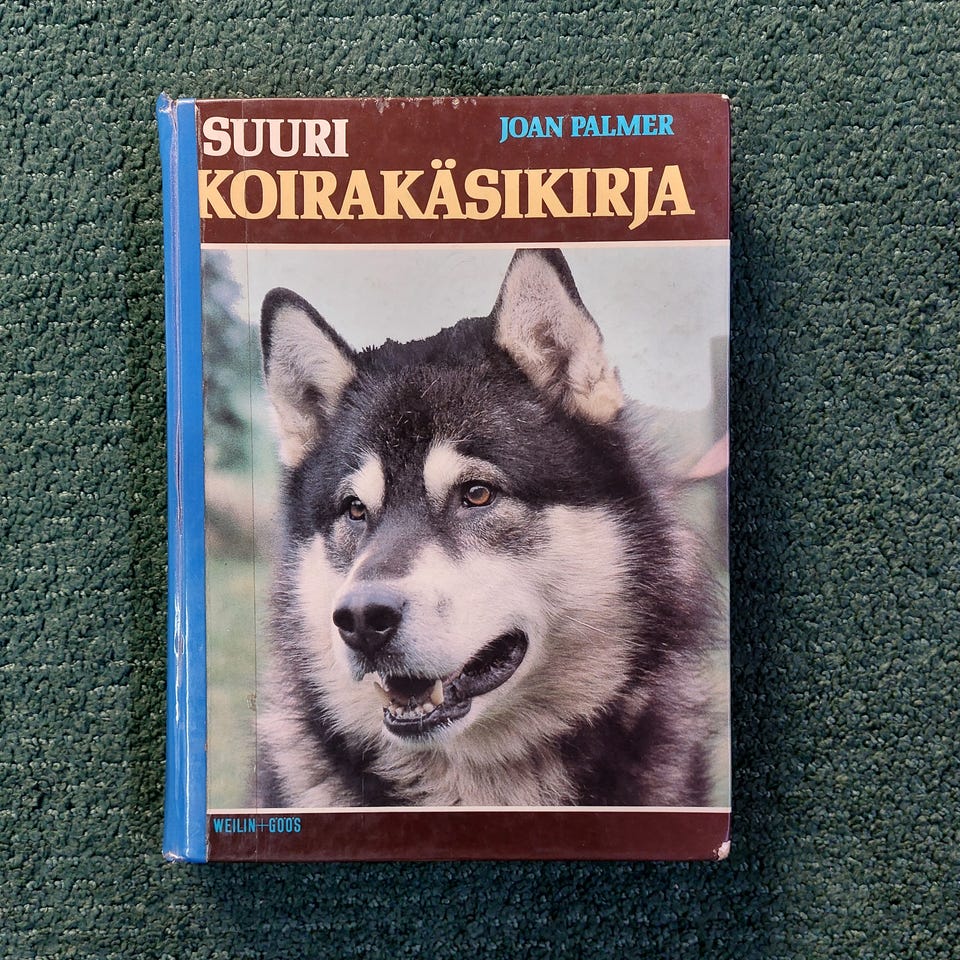 SUURI
JOAN PALMER
KOIRAKÄSIKIRJA
WEILIN+GÖÖS